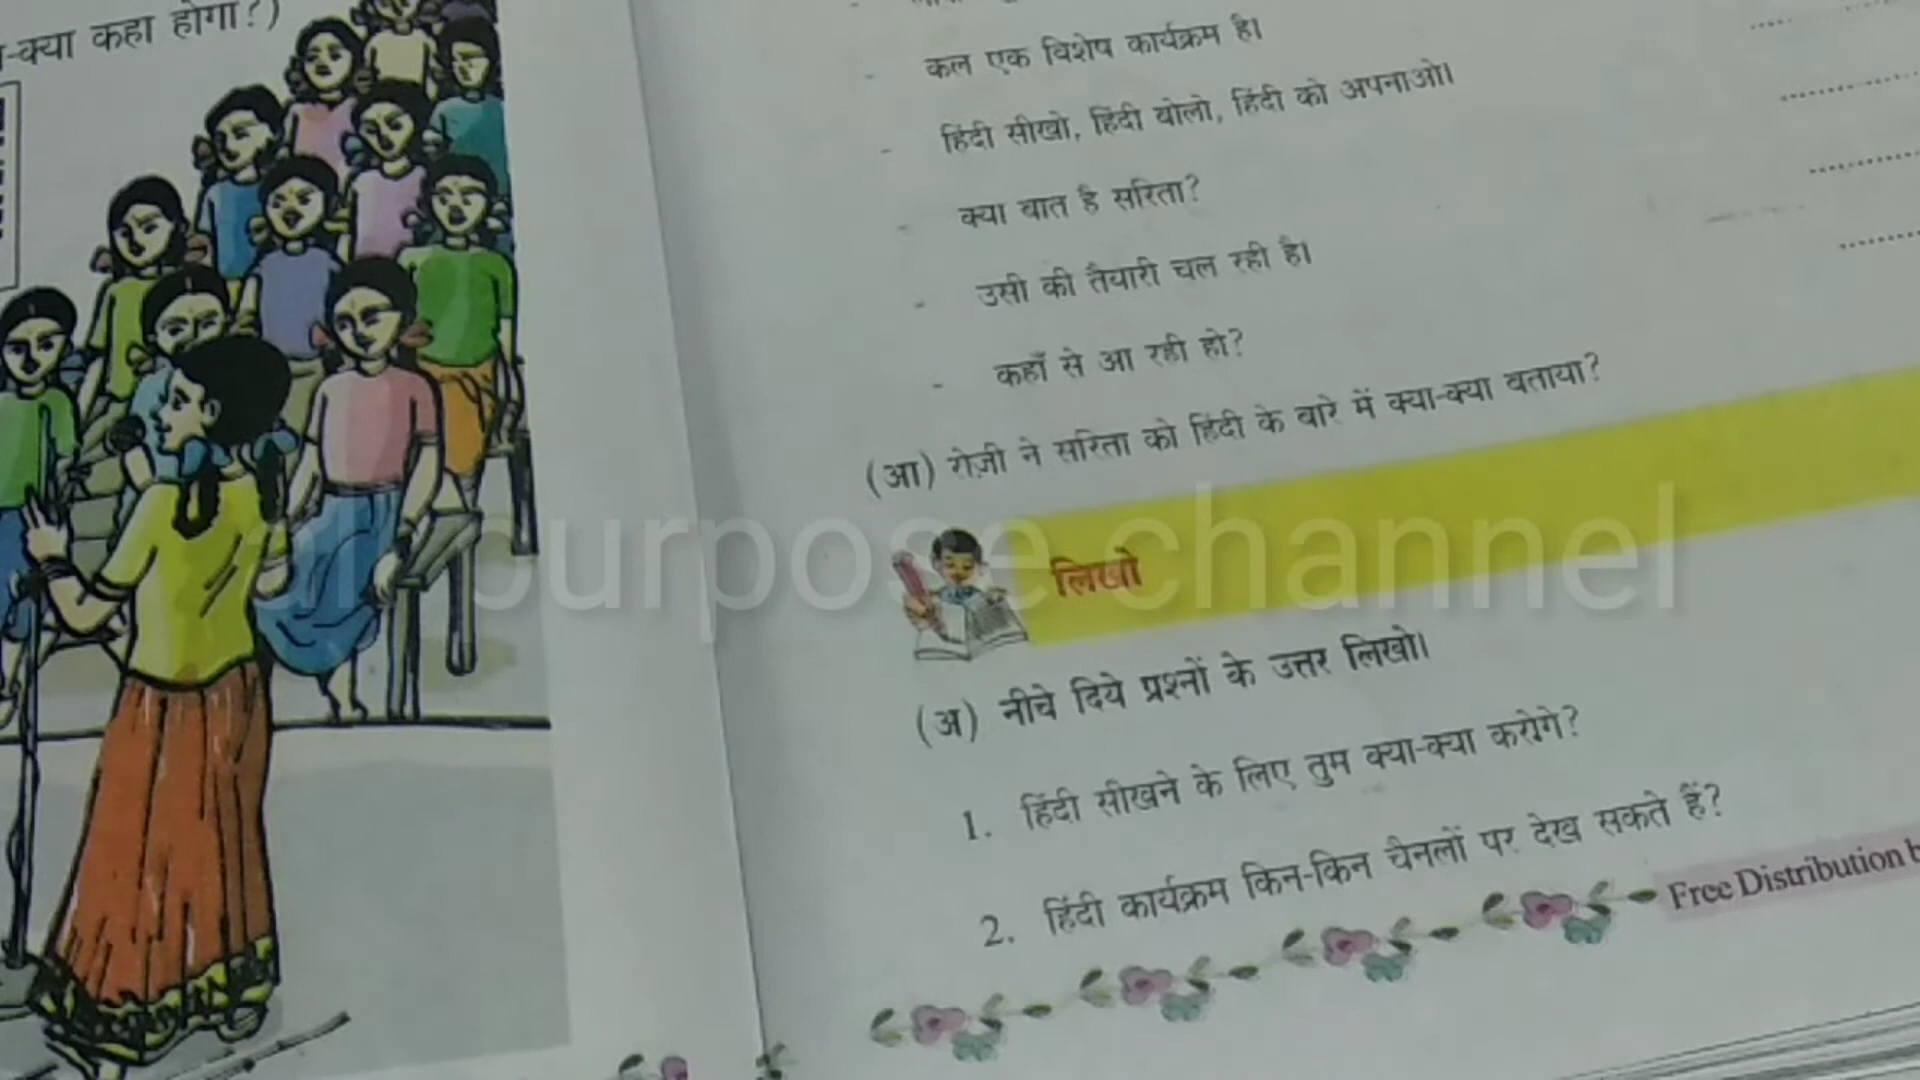 -क्या कहा होगा?)
- कल एक विशेष कार्यक्रम है।
- हिंदी सीखो, हिंदी बोलो, हिंदी को अपनाओ।
- क्या बात है सरिता?
- उसी की तैयारी चल रही है।
- कहाँ से आ रही हो?
(आ) रोज़ी ने सरिता को हिंदी के बारे में क्या-क्या बताया?
all purpose channel
लिखो
(अ) नीचे दिये प्रश्नों के उत्तर लिखो।
1. हिंदी सीखने के लिए तुम क्या-क्या करोगे?
2. हिंदी कार्यक्रम किन-किन चैनलों पर देख सकते हैं?
Free Distribution